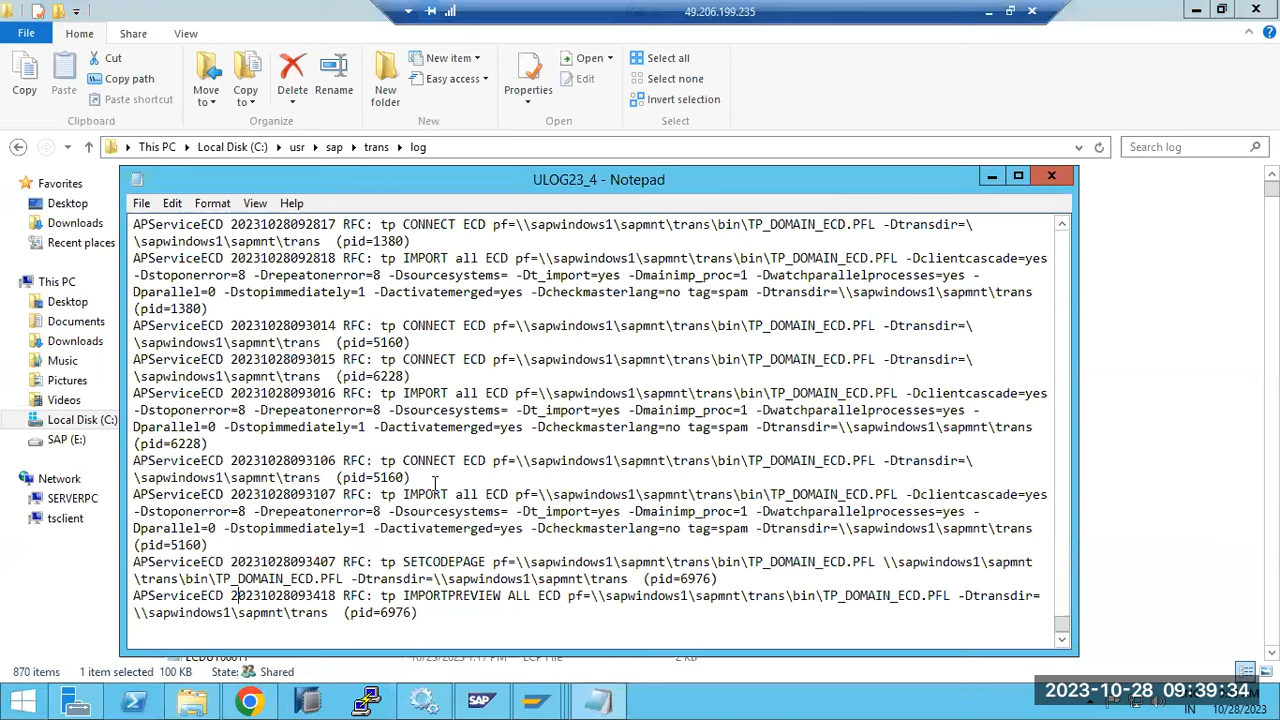 49.206.199.235
File Home Share View
Copy
Paste
Cut
Copy path
Paste shortcut
Clipboard
Move to
Copy to
Delete
Rename
Organize
New folder
New item
Easy access
New
Properties
Open
Edit
Open
Select all
Select none
Invert selection
Select
This PC Local Disk (C:) usr sap trans log
Search log
Favorites
Desktop
Downloads
Recent places
This PC
Desktop
Documents
Downloads
Music
Pictures
Videos
Local Disk (C:)
SAP (E:)
Network
SERVERPC
tsclient
ULOG23_4 - Notepad
File Edit Format View Help
APServiceECD 20231028092817 RFC: tp CONNECT ECD pf=\\sapwindows1\sapmnt\trans\bin\TP_DOMAIN_ECD.PFL -Dtransdir=\
\sapwindows1\sapmnt\trans (pid=1380)
APServiceECD 20231028092818 RFC: tp IMPORT all ECD pf=\\sapwindows1\sapmnt\trans\bin\TP_DOMAIN_ECD.PFL -Dclientcascade=yes
-Dstoponerror=8 -Drepeatonerror=8 -Dsourcesystems= -Dt_import=yes -Dmainimp_proc=1 -Dwatchparallelprocesses=yes -
Dparallel=0 -Dstopimmediately=1 -Dactivatemerged=yes -Dcheckmasterlang=no tag=spam -Dtransdir=\\sapwindows1\sapmnt\trans
(pid=1380)
APServiceECD 20231028093014 RFC: tp CONNECT ECD pf=\\sapwindows1\sapmnt\trans\bin\TP_DOMAIN_ECD.PFL -Dtransdir=\
\sapwindows1\sapmnt\trans (pid=5160)
APServiceECD 20231028093015 RFC: tp CONNECT ECD pf=\\sapwindows1\sapmnt\trans\bin\TP_DOMAIN_ECD.PFL -Dtransdir=\
\sapwindows1\sapmnt\trans (pid=6228)
APServiceECD 20231028093016 RFC: tp IMPORT all ECD pf=\\sapwindows1\sapmnt\trans\bin\TP_DOMAIN_ECD.PFL -Dclientcascade=yes
-Dstoponerror=8 -Drepeatonerror=8 -Dsourcesystems= -Dt_import=yes -Dmainimp_proc=1 -Dwatchparallelprocesses=yes -
Dparallel=0 -Dstopimmediately=1 -Dactivatemerged=yes -Dcheckmasterlang=no tag=spam -Dtransdir=\\sapwindows1\sapmnt\trans
(pid=6228)
APServiceECD 20231028093106 RFC: tp CONNECT ECD pf=\\sapwindows1\sapmnt\trans\bin\TP_DOMAIN_ECD.PFL -Dtransdir=\
\sapwindows1\sapmnt\trans (pid=5160)
APServiceECD 20231028093107 RFC: tp IMPORT all ECD pf=\\sapwindows1\sapmnt\trans\bin\TP_DOMAIN_ECD.PFL -Dclientcascade=yes
-Dstoponerror=8 -Drepeatonerror=8 -Dsourcesystems= -Dt_import=yes -Dmainimp_proc=1 -Dwatchparallelprocesses=yes -
Dparallel=0 -Dstopimmediately=1 -Dactivatemerged=yes -Dcheckmasterlang=no tag=spam -Dtransdir=\\sapwindows1\sapmnt\trans
(pid=5160)
APServiceECD 20231028093407 RFC: tp SETCODEPAGE pf=\\sapwindows1\sapmnt\trans\bin\TP_DOMAIN_ECD.PFL \\sapwindows1\sapmnt
\trans\bin\TP_DOMAIN_ECD.PFL -Dtransdir=\\sapwindows1\sapmnt\trans (pid=6976)
APServiceECD 20231028093418 RFC: tp IMPORTPREVIEW ALL ECD pf=\\sapwindows1\sapmnt\trans\bin\TP_DOMAIN_ECD.PFL -Dtransdir=
\\sapwindows1\sapmnt\trans (pid=6976)
870 items 1 item selected 100 KB State: Shared
SAP
2023-10-28 09:39:34
IN 10/28/2023